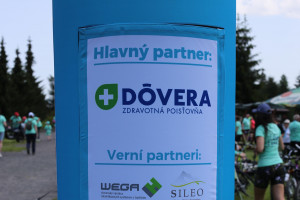 Hlavný partner:
DÔVERA
ZDRAVOTNÁ POISŤOVŇA
Verní partneri:
WEGA
SILEO